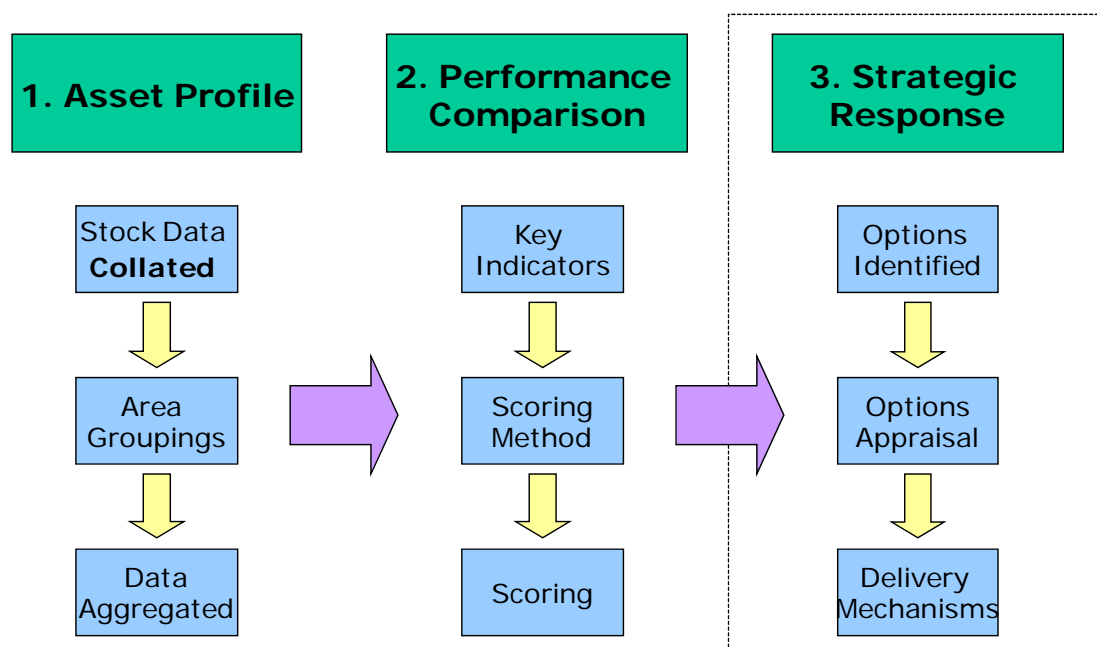 1. Asset Profile
Stock Data
Collated
Area
Groupings
Data
Aggregated
2. Performance
Comparison
Key
Indicators
Scoring
Method
Scoring
3. Strategic
Response
Options
Identified
Options
Appraisal
Delivery
Mechanisms